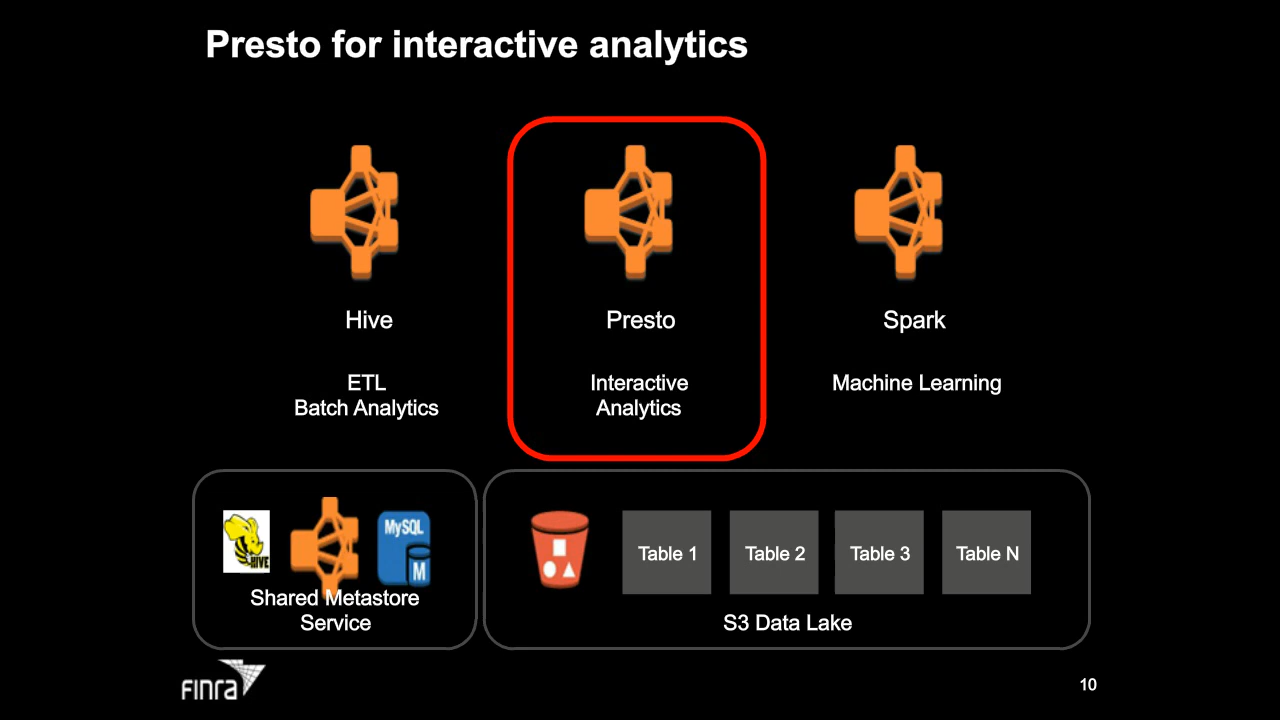 Presto for interactive analytics
Hive
Presto
Spark
ETL
Batch Analytics
Interactive
Analytics
Machine Learning
HIVE
MySQL
M
Shared Metastore
Service
Table 1
Table 2
Table 3
Table N
S3 Data Lake
finra
10